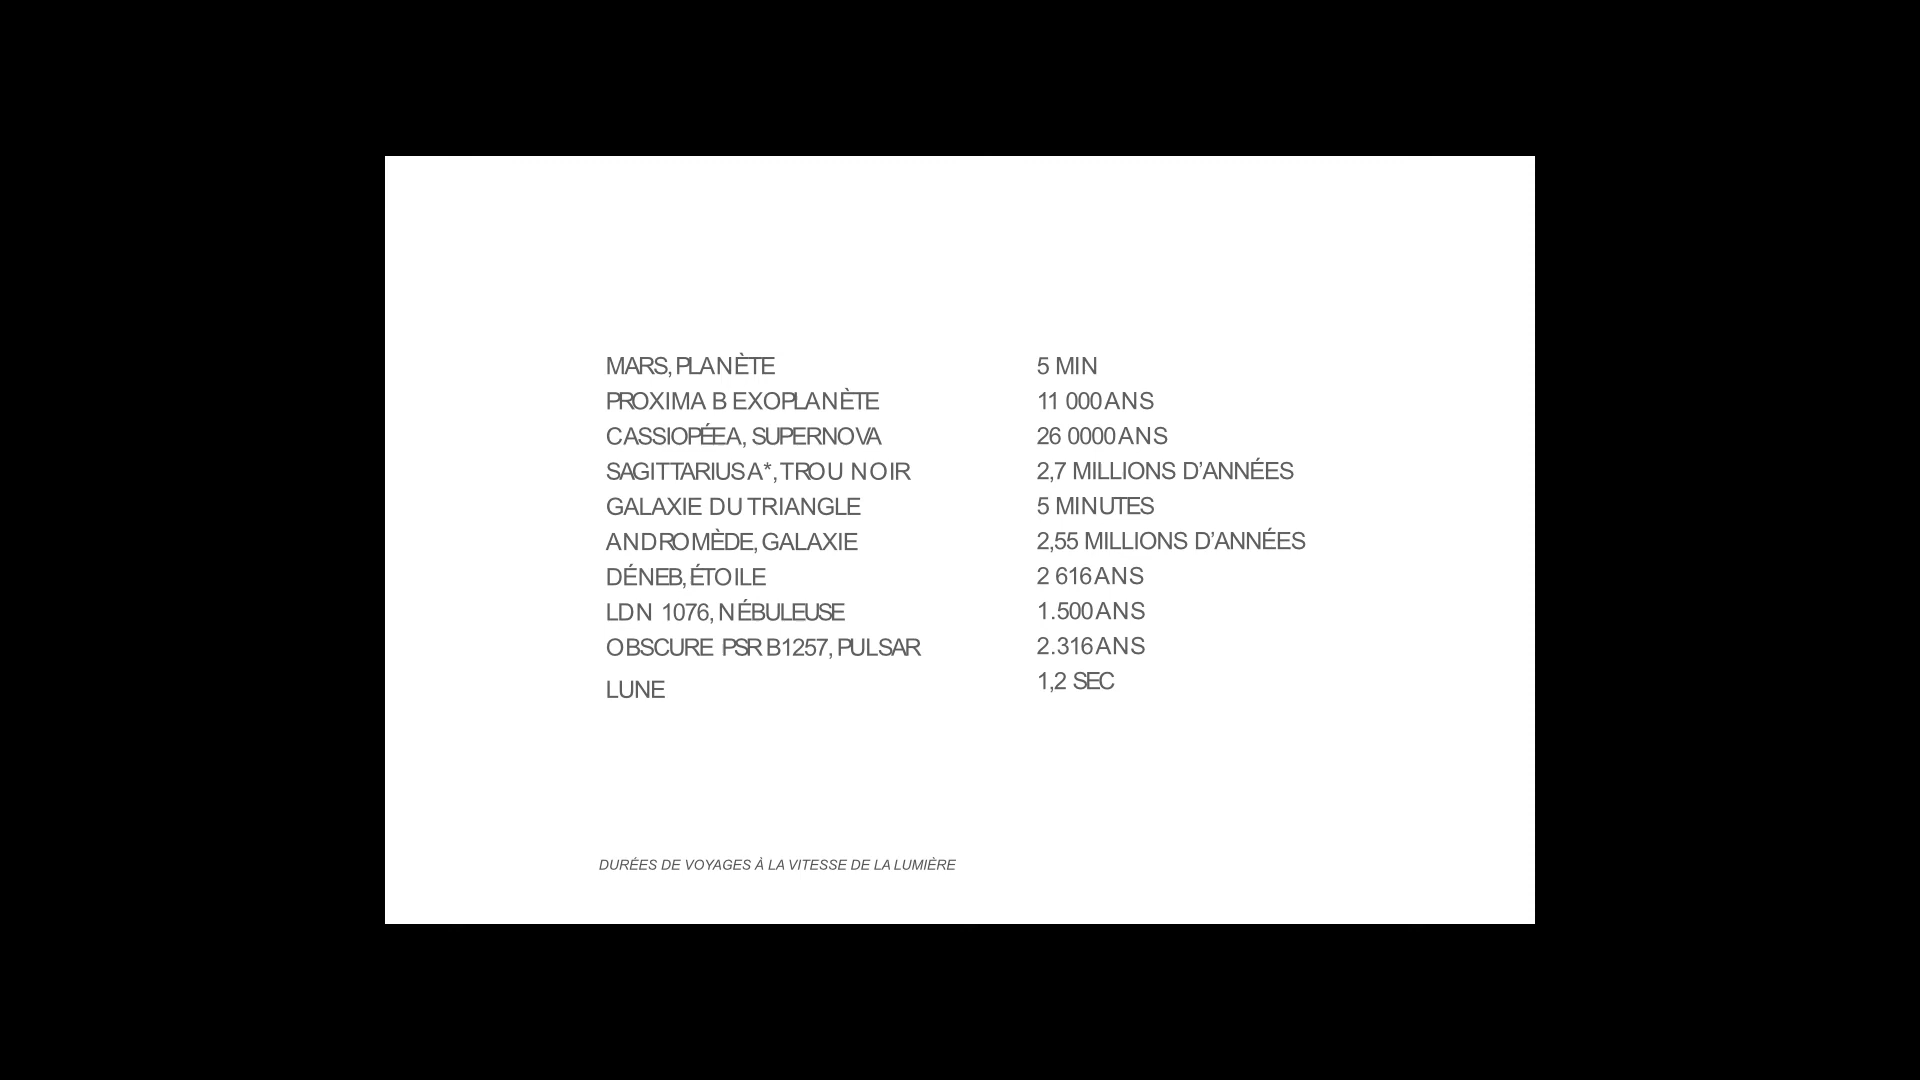 MARS, PLANÈTE 5 MIN
PROXIMA B EXOPLANÈTE 11 000 ANS
CASSIOPÉE A, SUPERNOVA 26 0000 ANS
SAGITTARIUS A*, TROU NOIR 2,7 MILLIONS D’ANNÉES
GALAXIE DU TRIANGLE 5 MINUTES
ANDROMÈDE, GALAXIE 2,55 MILLIONS D’ANNÉES
DÉNEB, ÉTOILE 2 616 ANS
LDN 1076, NÉBULEUSE 1.500 ANS
OBSCURE PSR B1257, PULSAR 2.316 ANS
LUNE 1,2 SEC
DURÉES DE VOYAGES À LA VITESSE DE LA LUMIÈRE